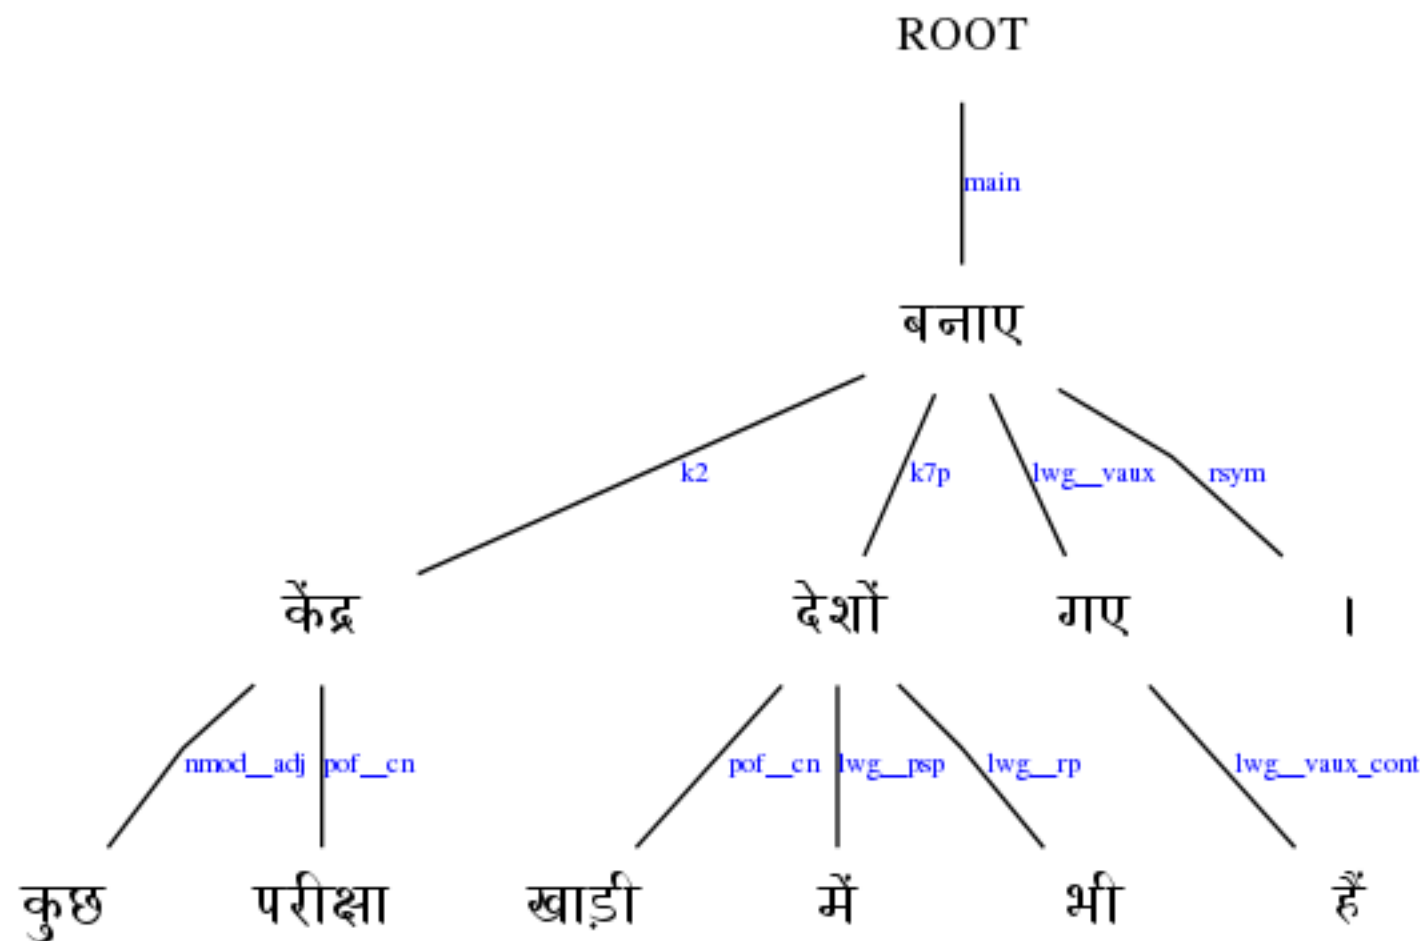 ROOT
main
बनाए
k2 k7p lwg__vaux rsym
केंद्र देशों गए ।
nmod__adj pof__cn pof__cn lwg__psp lwg__rp lwg__vaux_cont
कुछ परीक्षा खाड़ी में भी हैं